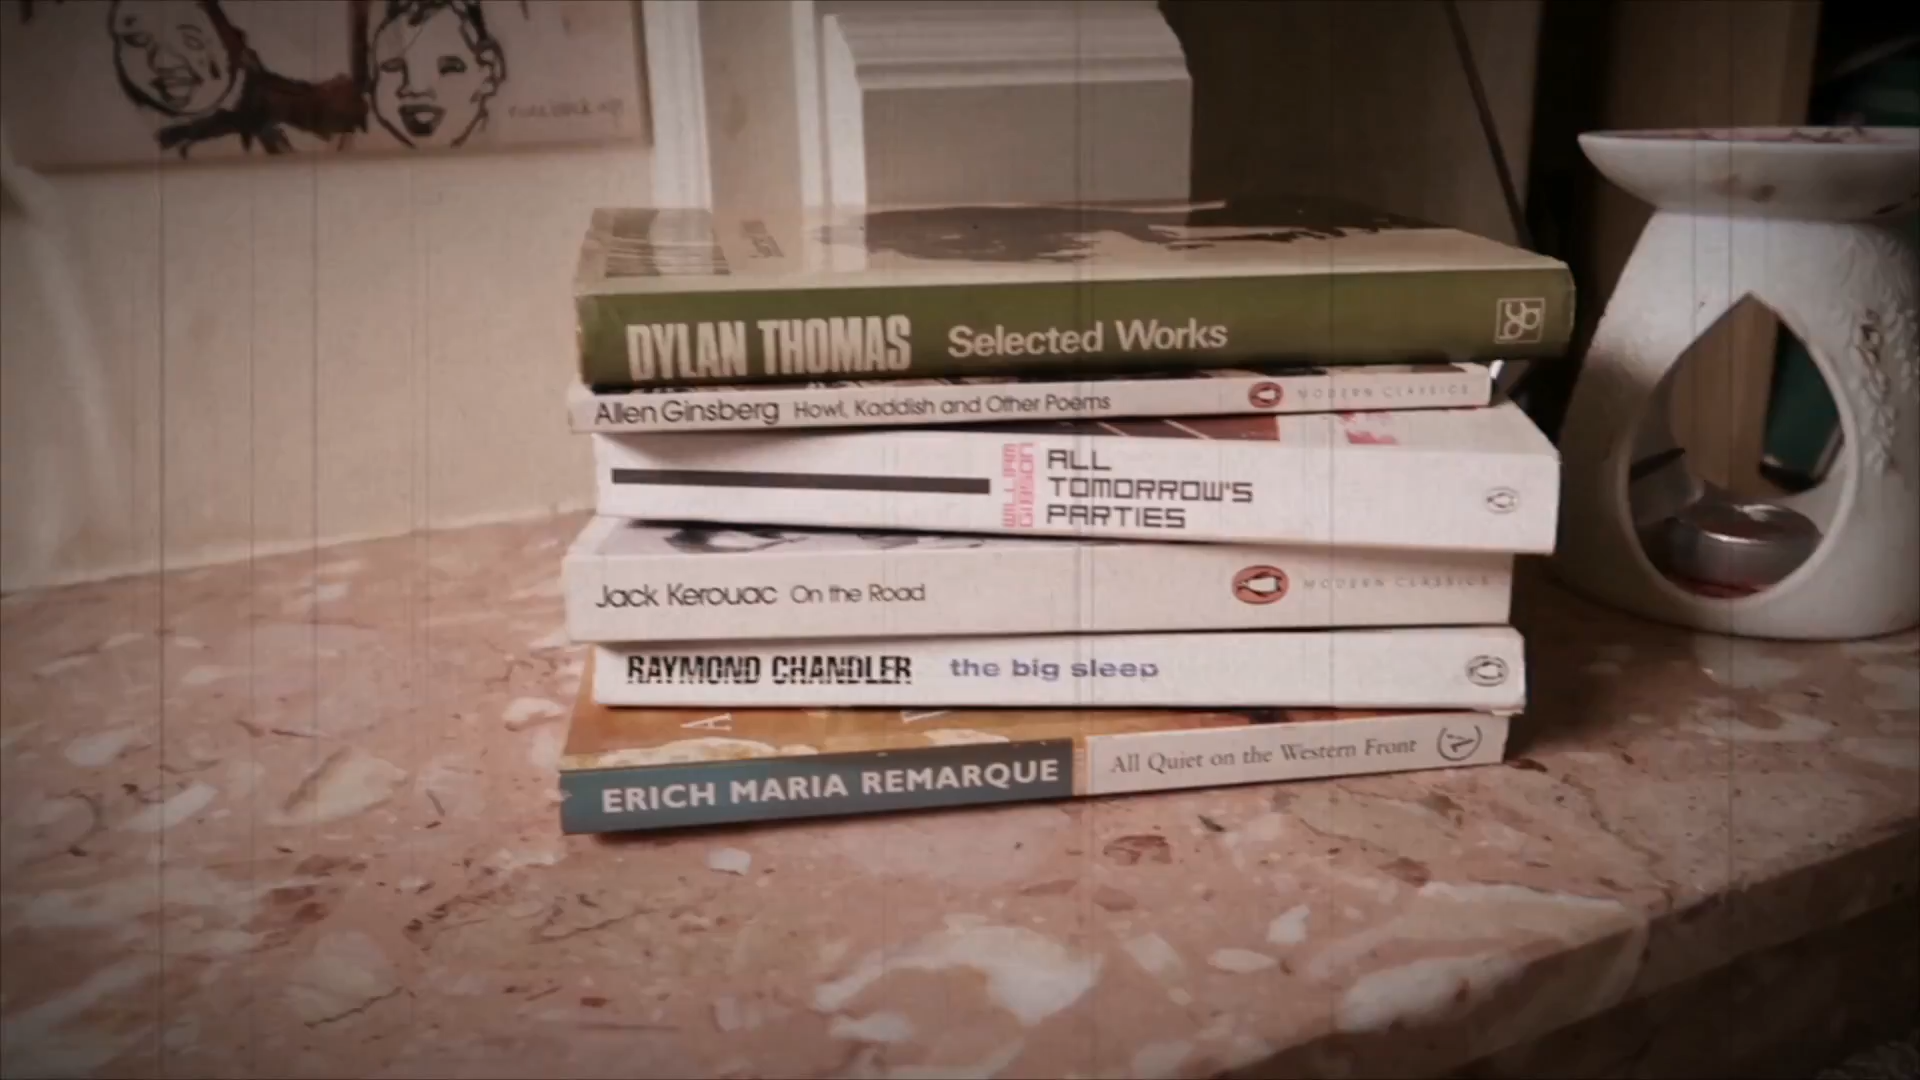 DYLAN THOMAS Selected Works
Allen Ginsberg Howl, Kaddish and Other Poems MODERN CLASSICS
WILLIAM
GIBSON
ALL
TOMORROW'S
PARTIES
Jack Kerouac On the Road MODERN CLASSICS
RAYMOND CHANDLER the big sleep
ERICH MARIA REMARQUE All Quiet on the Western Front